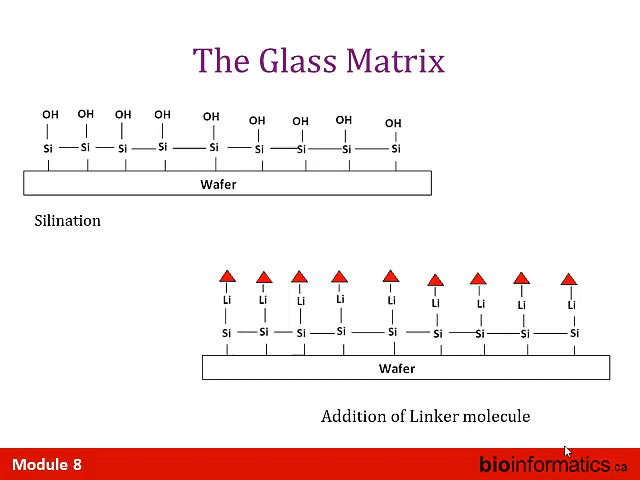 The Glass Matrix
OH OH OH OH OH OH OH OH OH
Si Si Si Si Si Si Si Si Si
Wafer
Silination
Li Li Li Li Li Li Li Li Li
Si Si Si Si Si Si Si Si Si
Wafer
Addition of Linker molecule
Module 8
bioinformatics.ca